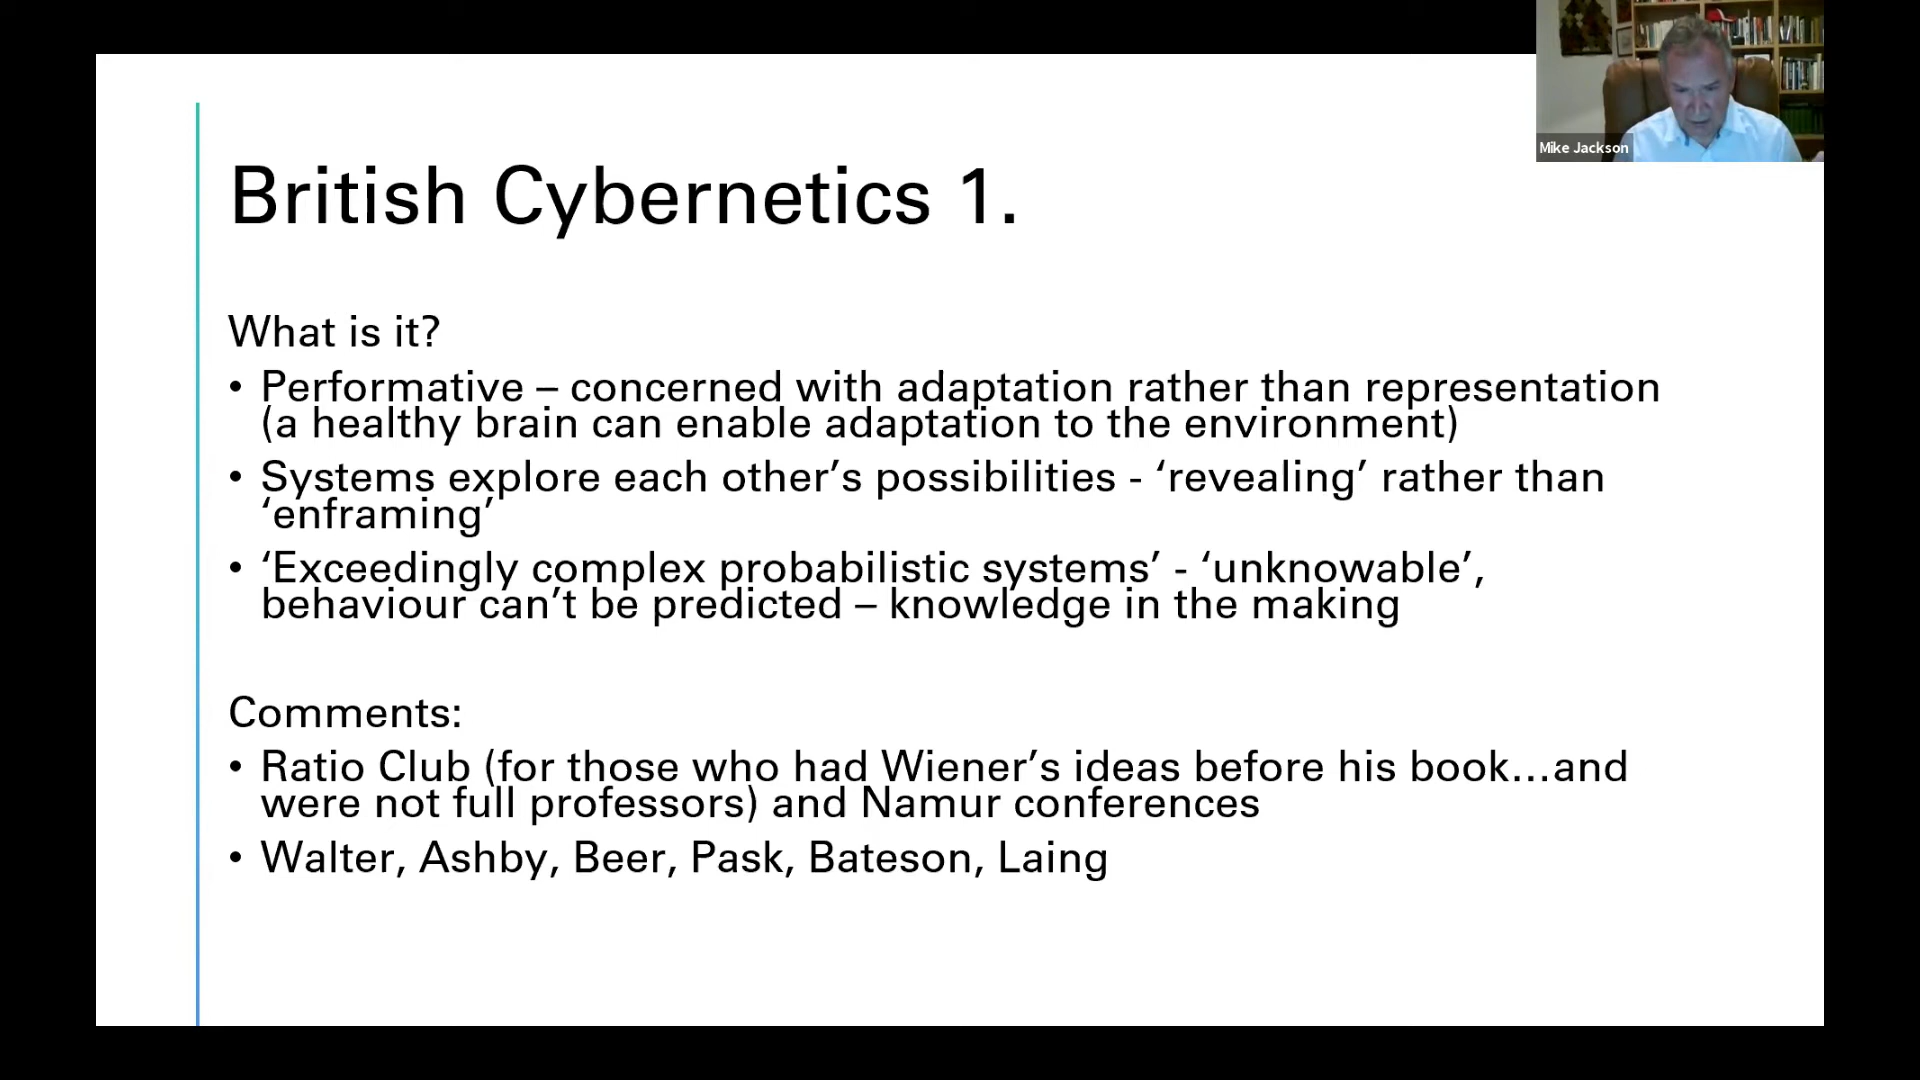 Mike Jackson
British Cybernetics 1.
What is it?
• Performative – concerned with adaptation rather than representation
(a healthy brain can enable adaptation to the environment)
• Systems explore each other’s possibilities - ‘revealing’ rather than
‘enframing’
• ‘Exceedingly complex probabilistic systems’ - ‘unknowable’,
behaviour can’t be predicted – knowledge in the making
Comments:
• Ratio Club (for those who had Wiener’s ideas before his book…and
were not full professors) and Namur conferences
• Walter, Ashby, Beer, Pask, Bateson, Laing